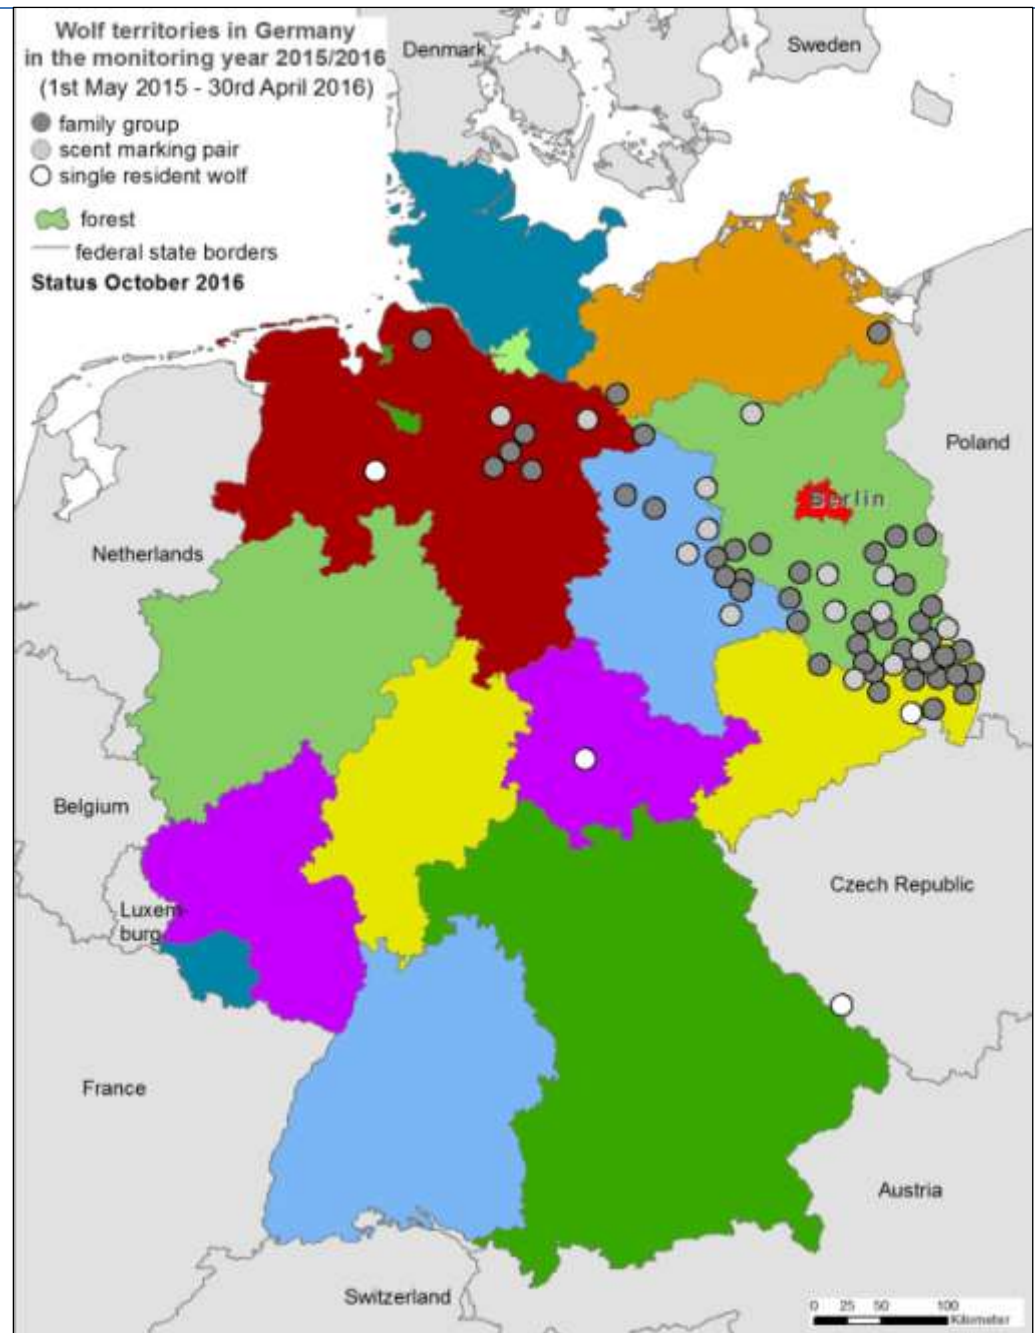 Wolf territories in Germany
in the monitoring year 2015/2016
(1st May 2015 - 30rd April 2016)
family group
scent marking pair
single resident wolf
forest
federal state borders
Status October 2016
Denmark
Sweden
Poland
Berlin
Netherlands
Belgium
Luxem-
burg
Czech Republic
France
Austria
Switzerland
0 25 50 100
Kilometer